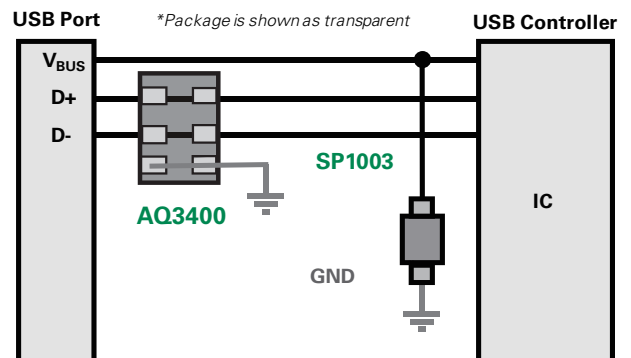 USB Port
*Package is shown as transparent
USB Controller
VBUS
D+
D-
SP1003
IC
AQ3400
GND